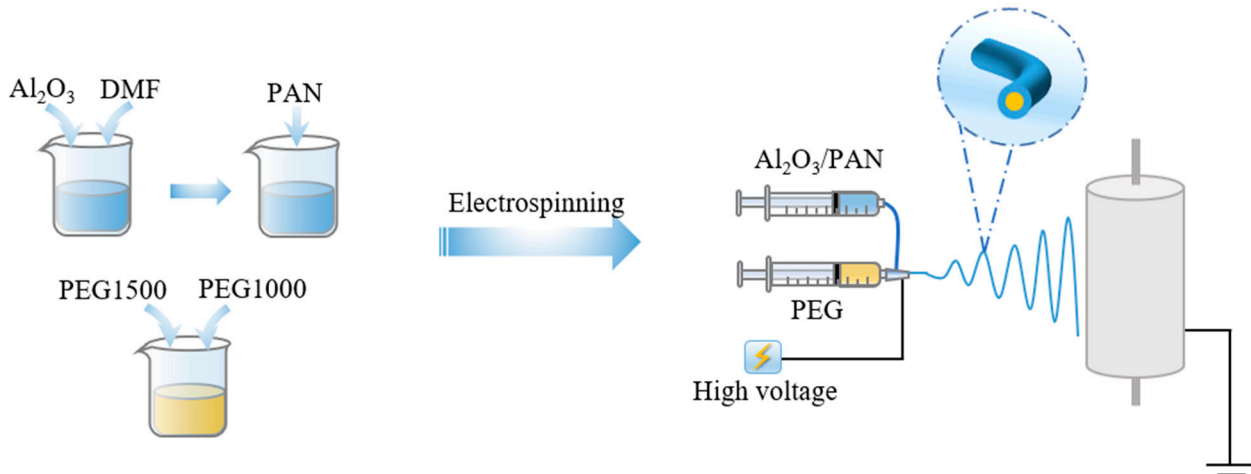 Al₂O₃ DMF
PAN
PEG1500 PEG1000
Electrospinning
Al₂O₃/PAN
PEG
High voltage